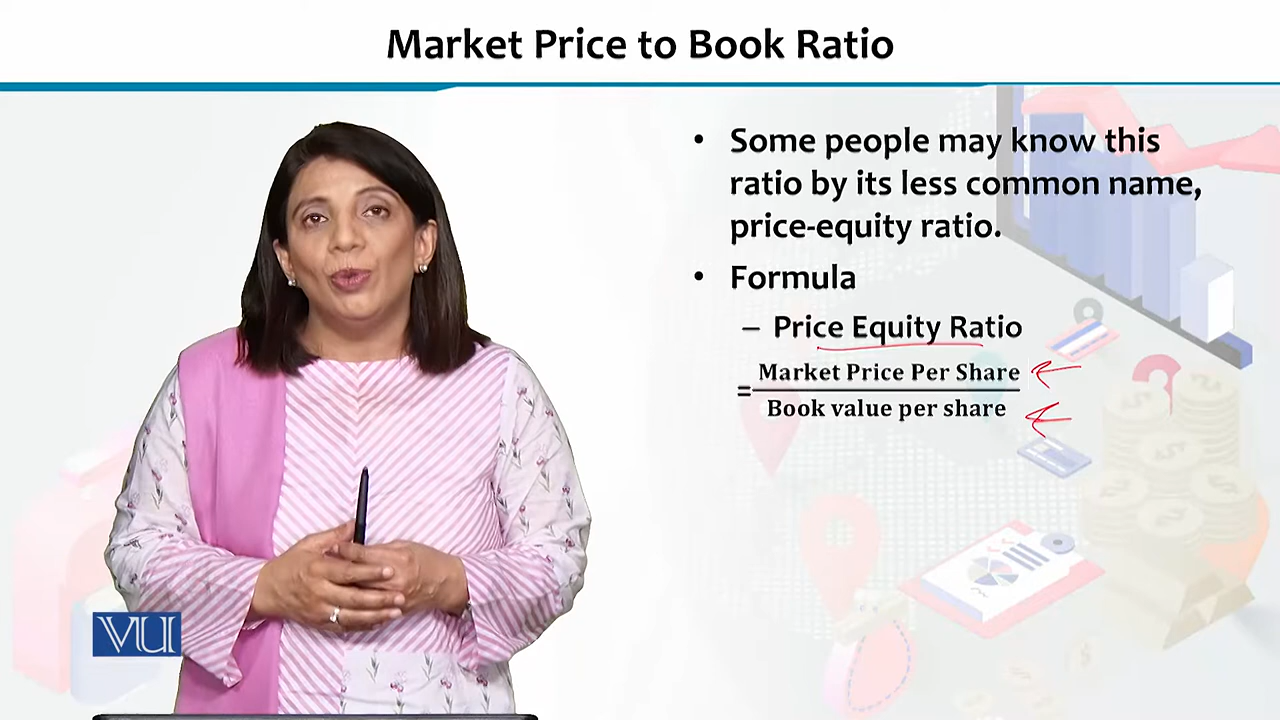 Market Price to Book Ratio
• Some people may know this
ratio by its less common name,
price-equity ratio.
• Formula
– Price Equity Ratio
= Market Price Per Share
Book value per share
VU